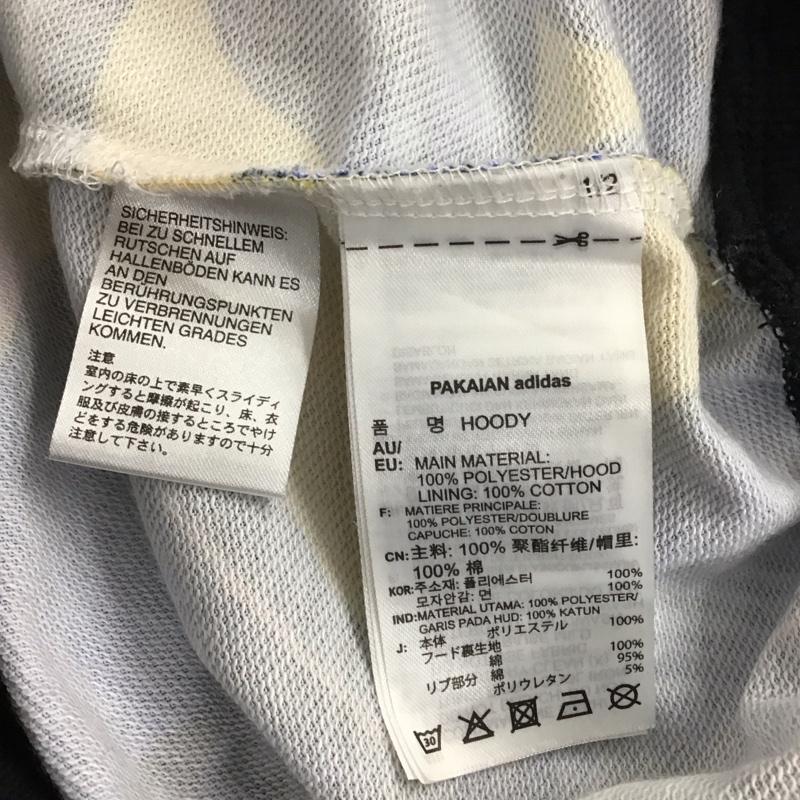 SICHERHEITSHINWEIS:
BEI ZU SCHNELLEM
RUTSCHEN AUF
HALLENBÖDEN KANN ES
AN DEN
BERÜHRUNGSPUNKTEN
ZU VERBRENNUNGEN
LEICHTEN GRADES
KOMMEN.
注意
室内の床の上で素早くスライディ
ングすると摩擦が起こり、床、衣
服及び皮膚の接するところでやけ
どをする危険がありますので十分
注意して下さい。
1/2
PAKAIAN adidas
품 명 HOODY
AU/
EU: MAIN MATERIAL:
100% POLYESTER/HOOD
LINING: 100% COTTON
F: MATIERE PRINCIPALE:
100% POLYESTER/DOUBLURE
CAPUCHE: 100% COTON
CN:主料: 100% 聚酯纤维/帽里:
100% 棉
KOR:주소재: 폴리에스터 100%
모자안감: 면 100%
IND:MATERIAL UTAMA: 100% POLYESTER/
GARIS PADA HUD: 100% KATUN
J: 本体 ポリエステル 100%
フード裏生地
綿 100%
リブ部分 綿 95%
ポリウレタン 5%
30